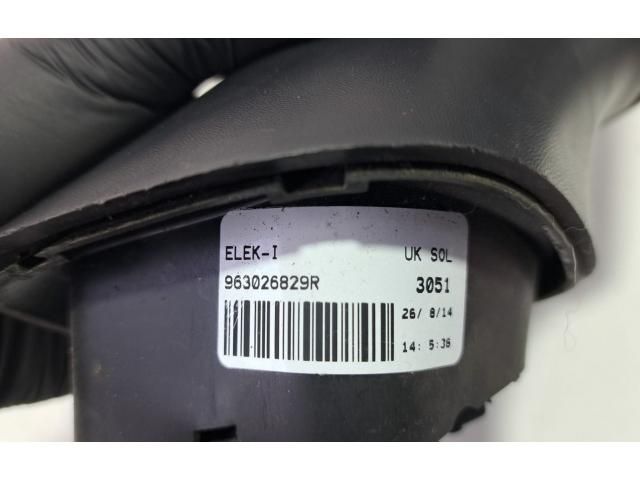 ELEK-I UK SOL
963026829R 3051
26/ 8/14
14: 5:36